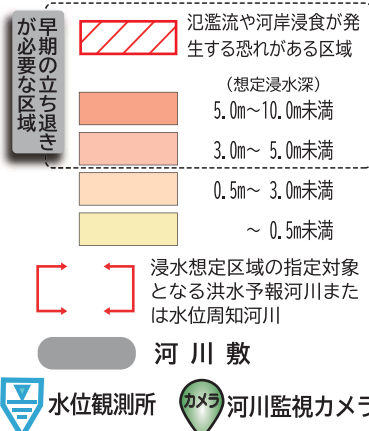 早期の立ち退き
が必要な区域
氾濫流や河岸浸食が発
生する恐れがある区域
(想定浸水深)
5.0m～10.0m未満
3.0m～ 5.0m未満
0.5m～ 3.0m未満
～ 0.5m未満
浸水想定区域の指定対象
となる洪水予報河川また
は水位周知河川
河川敷
水位観測所
カメラ
河川監視カメラ